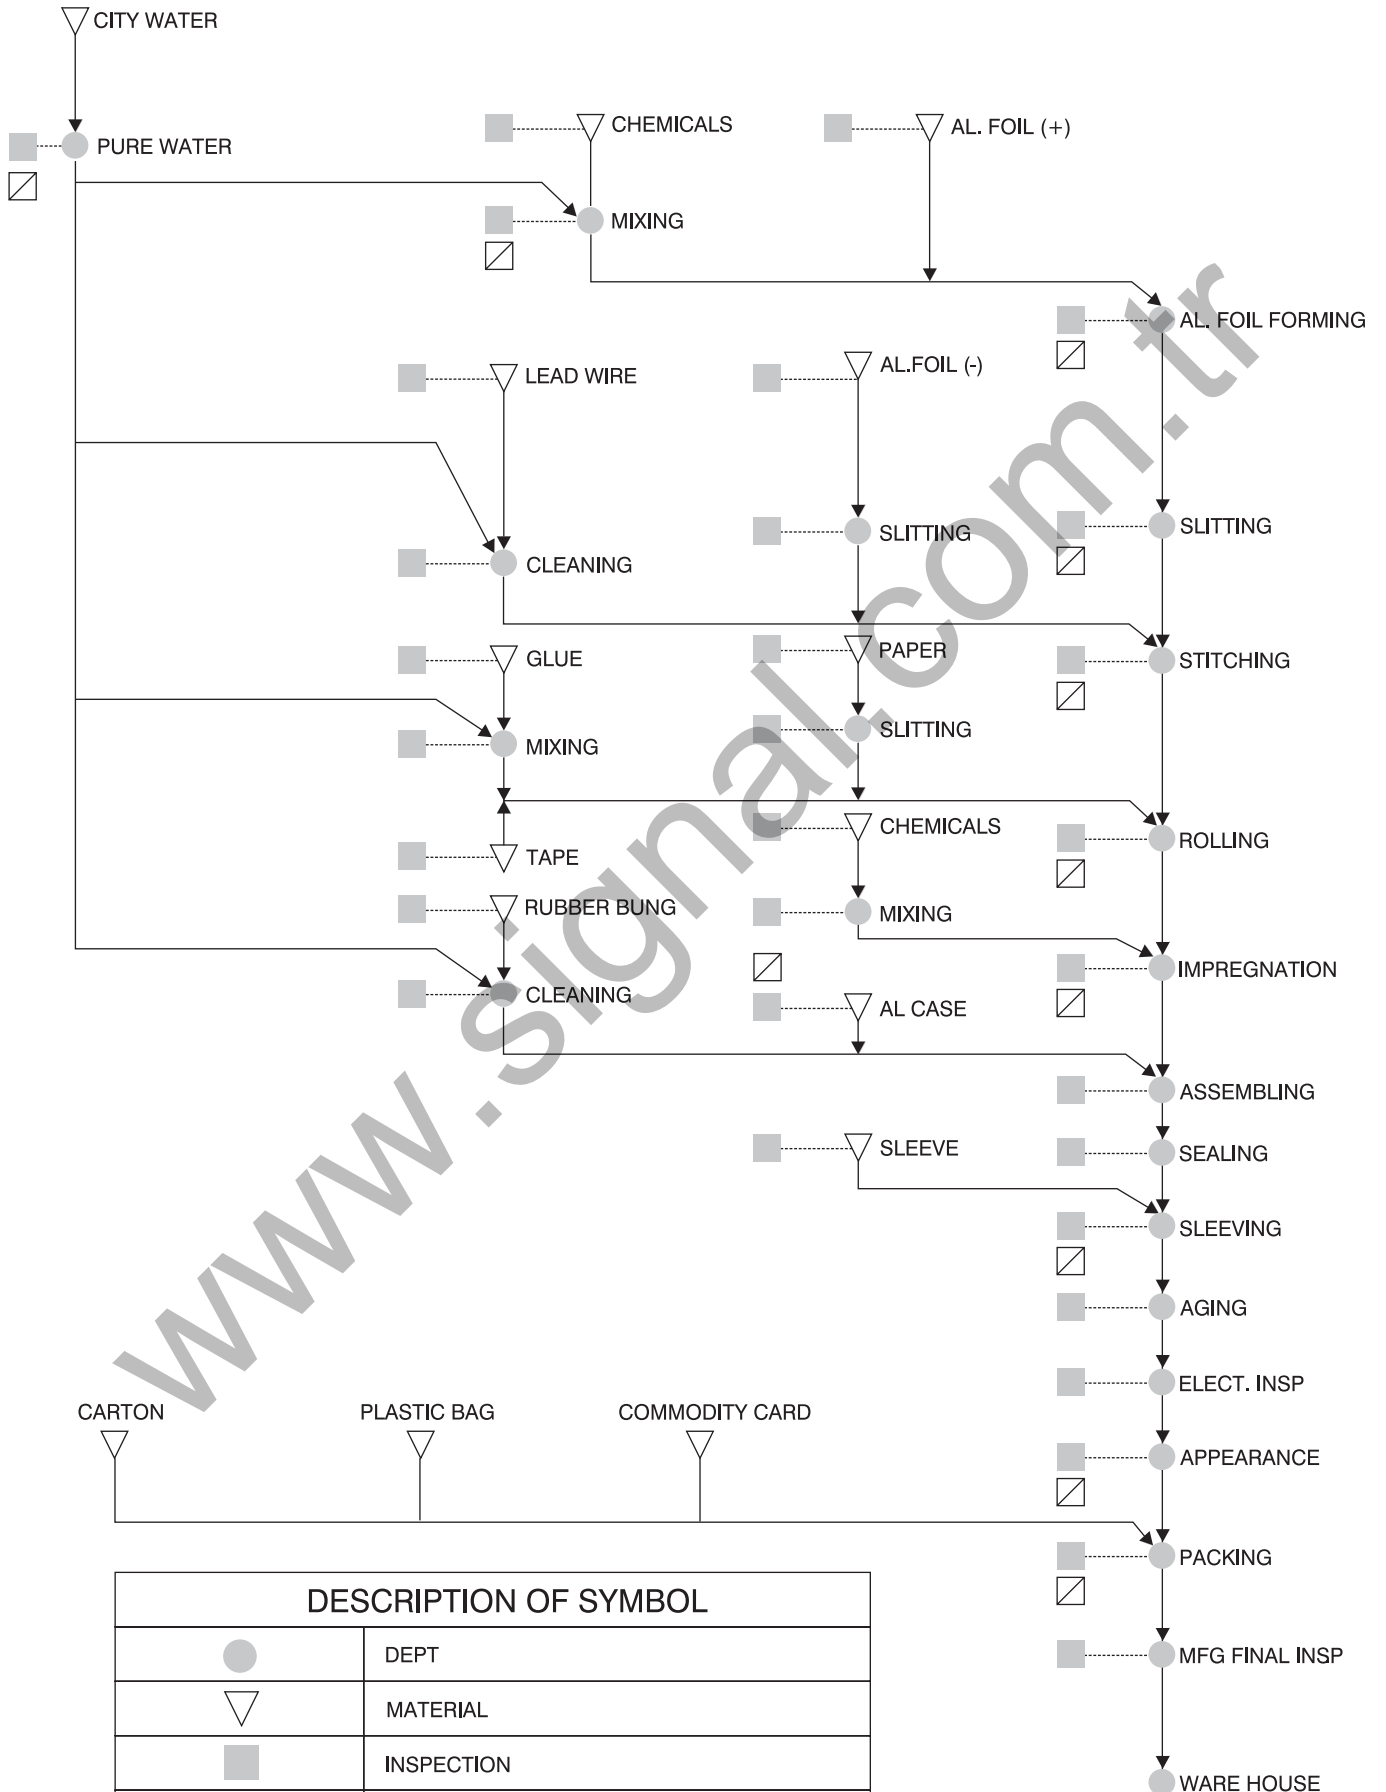 CITY WATER
CHEMICALS
AL. FOIL (+)
PURE WATER
MIXING
AL. FOIL FORMING
LEAD WIRE
AL.FOIL (-)
SLITTING
SLITTING
CLEANING
GLUE
PAPER
STITCHING
MIXING
SLITTING
CHEMICALS
ROLLING
TAPE
RUBBER BUNG
MIXING
IMPREGNATION
CLEANING
AL CASE
ASSEMBLING
SLEEVE
SEALING
SLEEVING
AGING
ELECT. INSP
CARTON
PLASTIC BAG
COMMODITY CARD
APPEARANCE
PACKING
DESCRIPTION OF SYMBOL
DEPT
MFG FINAL INSP
MATERIAL
INSPECTION
WARE HOUSE
www.signal.com.tr